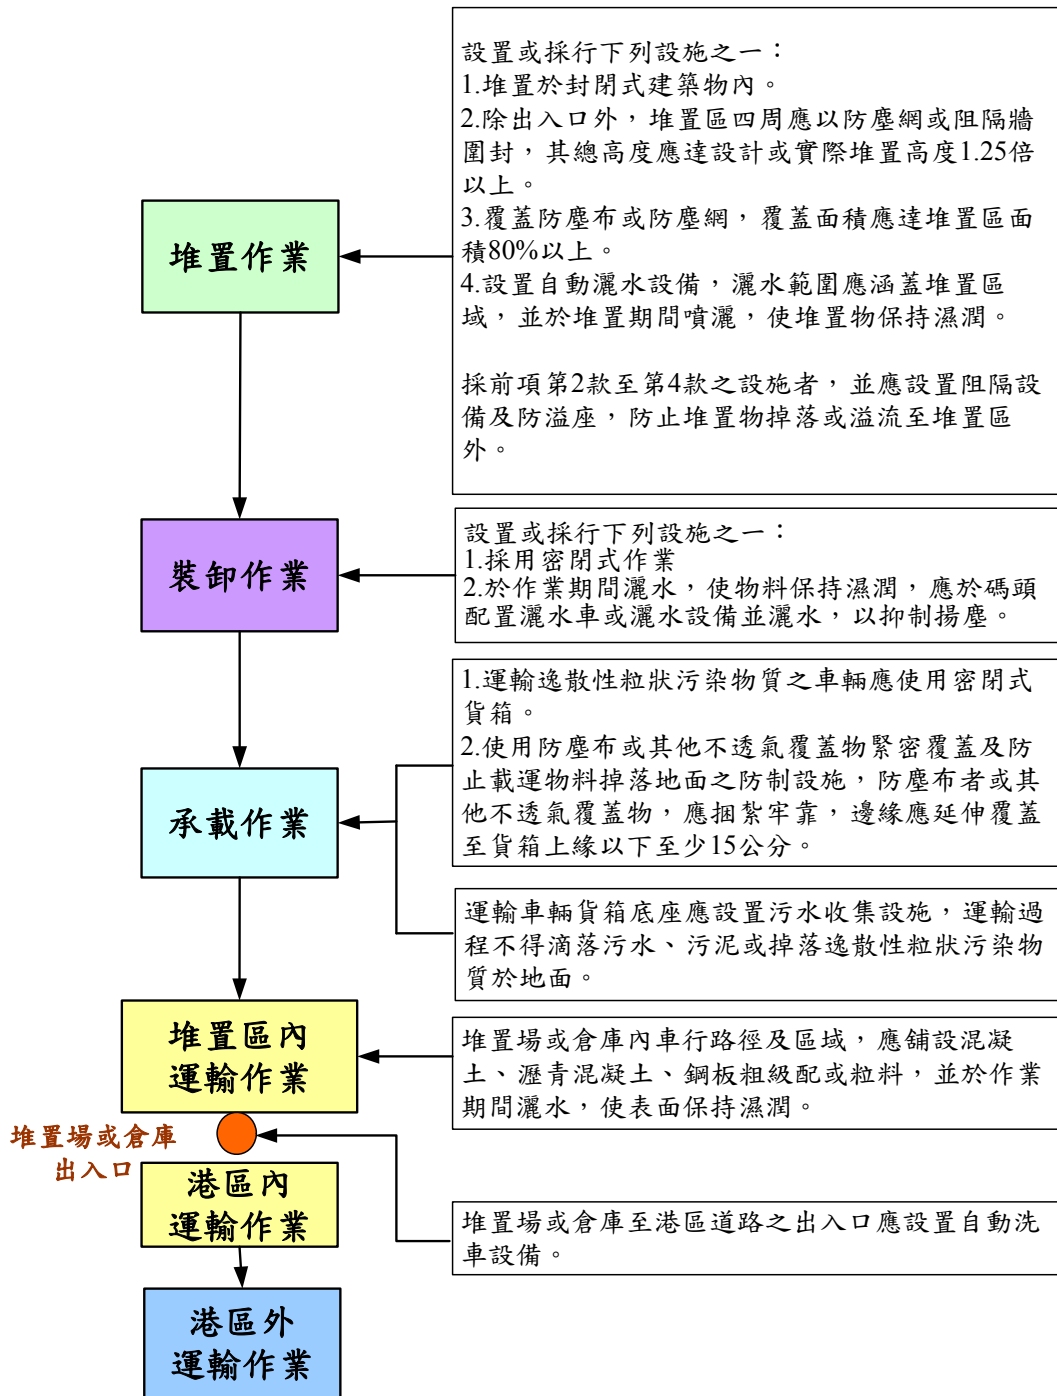 設置或採行下列設施之一：
1.堆置於封閉式建築物內。
2.除出入口外，堆置區四周應以防塵網或阻隔牆
圍封，其總高度應達設計或實際堆置高度1.25倍
以上。
3.覆蓋防塵布或防塵網，覆蓋面積應達堆置區面
積80%以上。
4.設置自動灑水設備，灑水範圍應涵蓋堆置區
域，並於堆置期間噴灑，使堆置物保持濕潤。
採前項第2款至第4款之設施者，並應設置阻隔設
備及防溢座，防止堆置物掉落或溢流至堆置區
外。
堆置作業
設置或採行下列設施之一：
1.採用密閉式作業
2.於作業期間灑水，使物料保持濕潤，應於碼頭
配置灑水車或灑水設備並灑水，以抑制揚塵。
裝卸作業
1.運輸逸散性粒狀污染物質之車輛應使用密閉式
貨箱。
2.使用防塵布或其他不透氣覆蓋物緊密覆蓋及防
止載運物料掉落地面之防制設施，防塵布者或其
他不透氣覆蓋物，應捆紮牢靠，邊緣應延伸覆蓋
至貨箱上緣以下至少15公分。
承載作業
運輸車輛貨箱底座應設置污水收集設施，運輸過
程不得滴落污水、污泥或掉落逸散性粒狀污染物
質於地面。
堆置區內
運輸作業
堆置場或倉庫內車行路徑及區域，應舖設混凝
土、瀝青混凝土、鋼板粗級配或粒料，並於作業
期間灑水，使表面保持濕潤。
堆置場或倉庫
出入口
港區內
運輸作業
堆置場或倉庫至港區道路之出入口應設置自動洗
車設備。
港區外
運輸作業